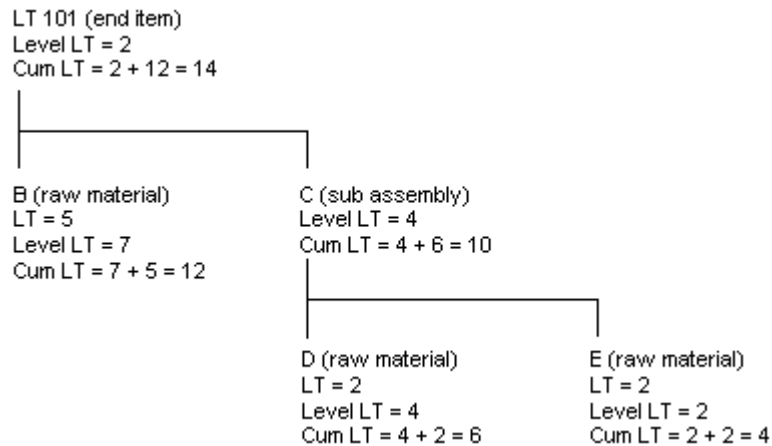 LT 101 (end item)
Level LT = 2
Cum LT = 2 + 12 = 14
B (raw material)
LT = 5
Level LT = 7
Cum LT = 7 + 5 = 12
C (sub assembly)
Level LT = 4
Cum LT = 4 + 6 = 10
D (raw material)
LT = 2
Level LT = 4
Cum LT = 4 + 2 = 6
E (raw material)
LT = 2
Level LT = 2
Cum LT = 2 + 2 = 4